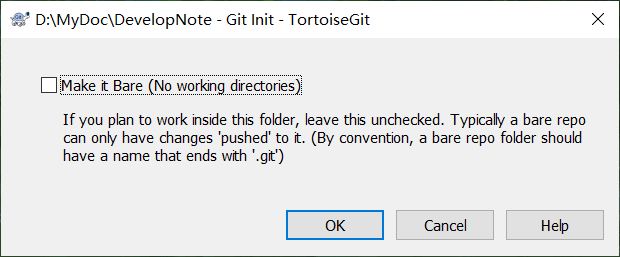 D:\MyDoc\DevelopNote - Git Init - TortoiseGit
Make it Bare (No working directories)
If you plan to work inside this folder, leave this unchecked. Typically a bare repo
can only have changes 'pushed' to it. (By convention, a bare repo folder should
have a name that ends with '.git')
OK Cancel Help